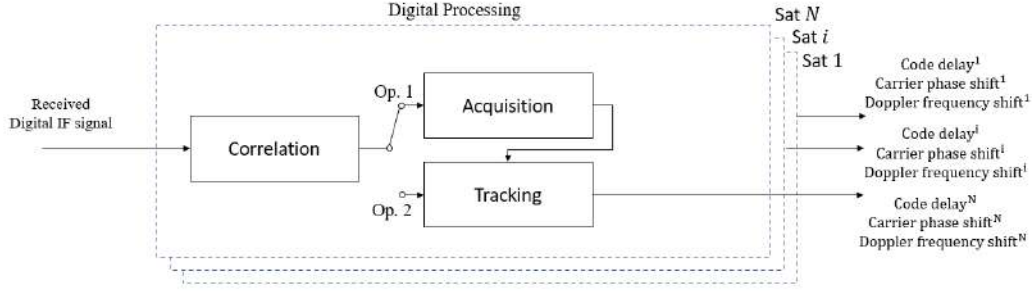 Digital Processing
Sat N
Sat i
Sat 1
Received
Digital IF signal
Correlation
Op. 1
Acquisition
Op. 2
Tracking
Code delay¹
Carrier phase shift¹
Doppler frequency shift¹
Code delayⁱ
Carrier phase shiftⁱ
Doppler frequency shiftⁱ
Code delayᴺ
Carrier phase shiftᴺ
Doppler frequency shiftᴺ